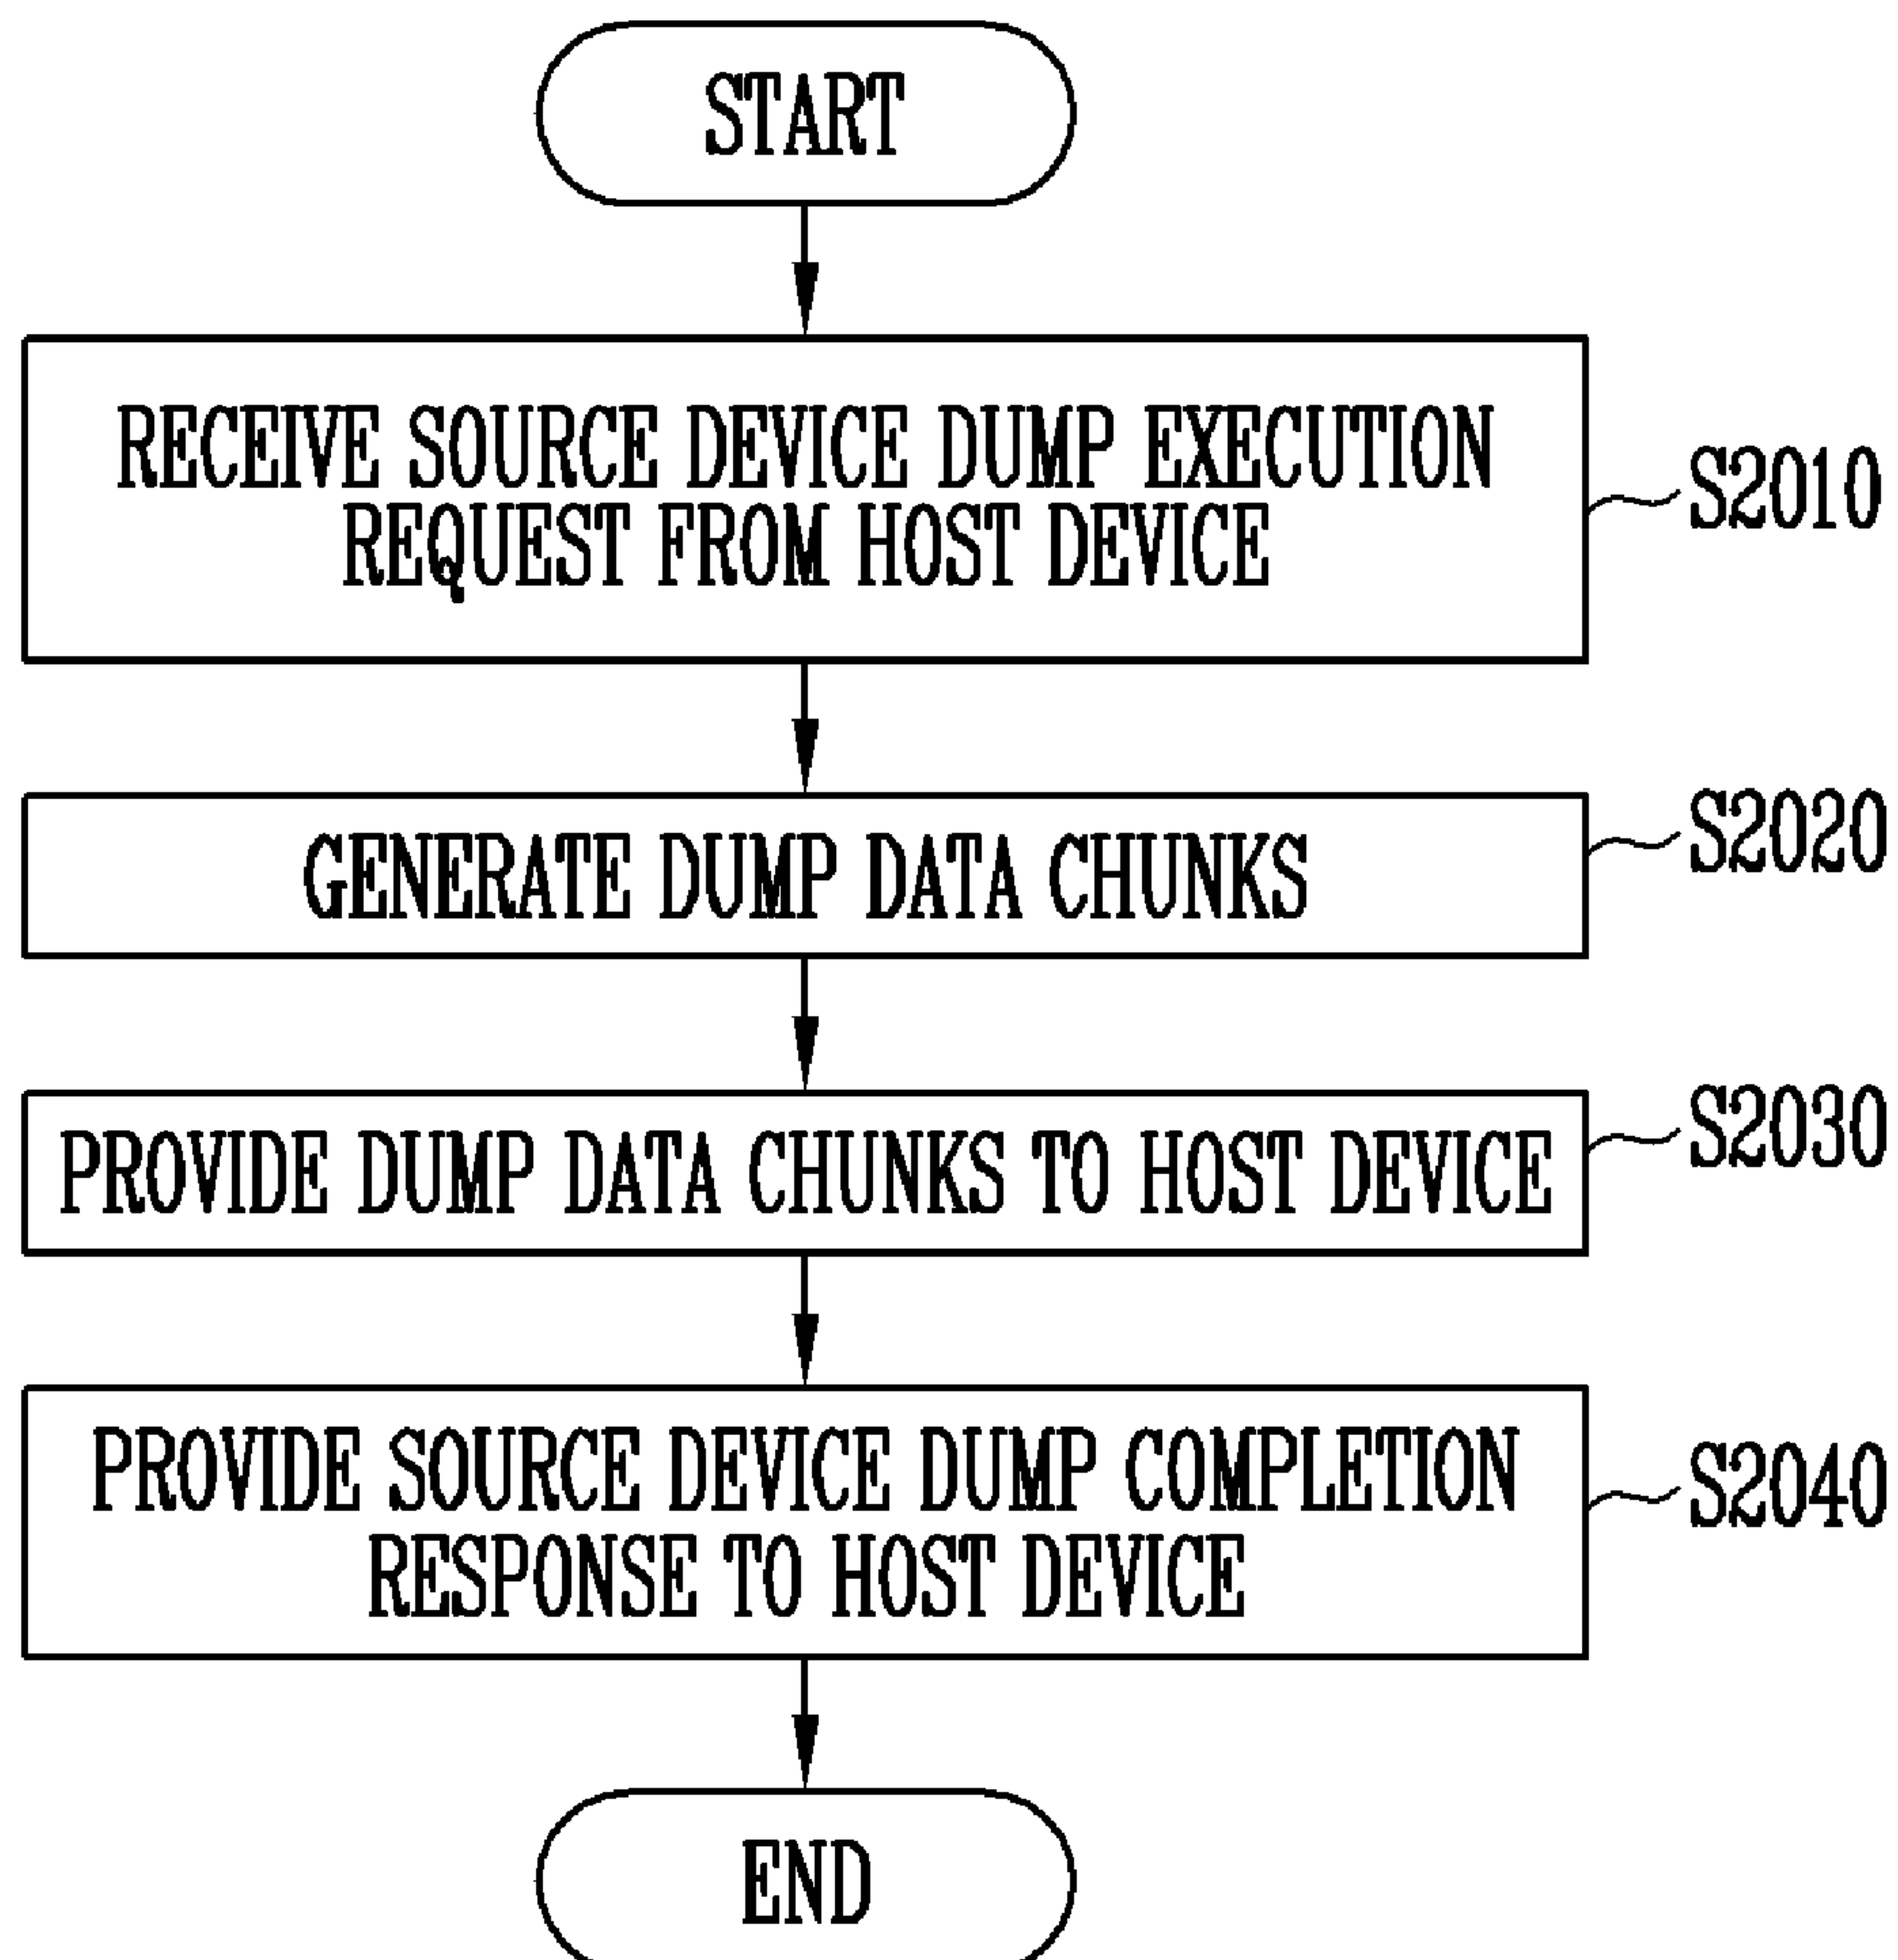 START
RECEIVE SOURCE DEVICE DUMP EXECUTION
REQUEST FROM HOST DEVICE
S2010
GENERATE DUMP DATA CHUNKS
S2020
PROVIDE DUMP DATA CHUNKS TO HOST DEVICE
S2030
PROVIDE SOURCE DEVICE DUMP COMPLETION
RESPONSE TO HOST DEVICE
S2040
END